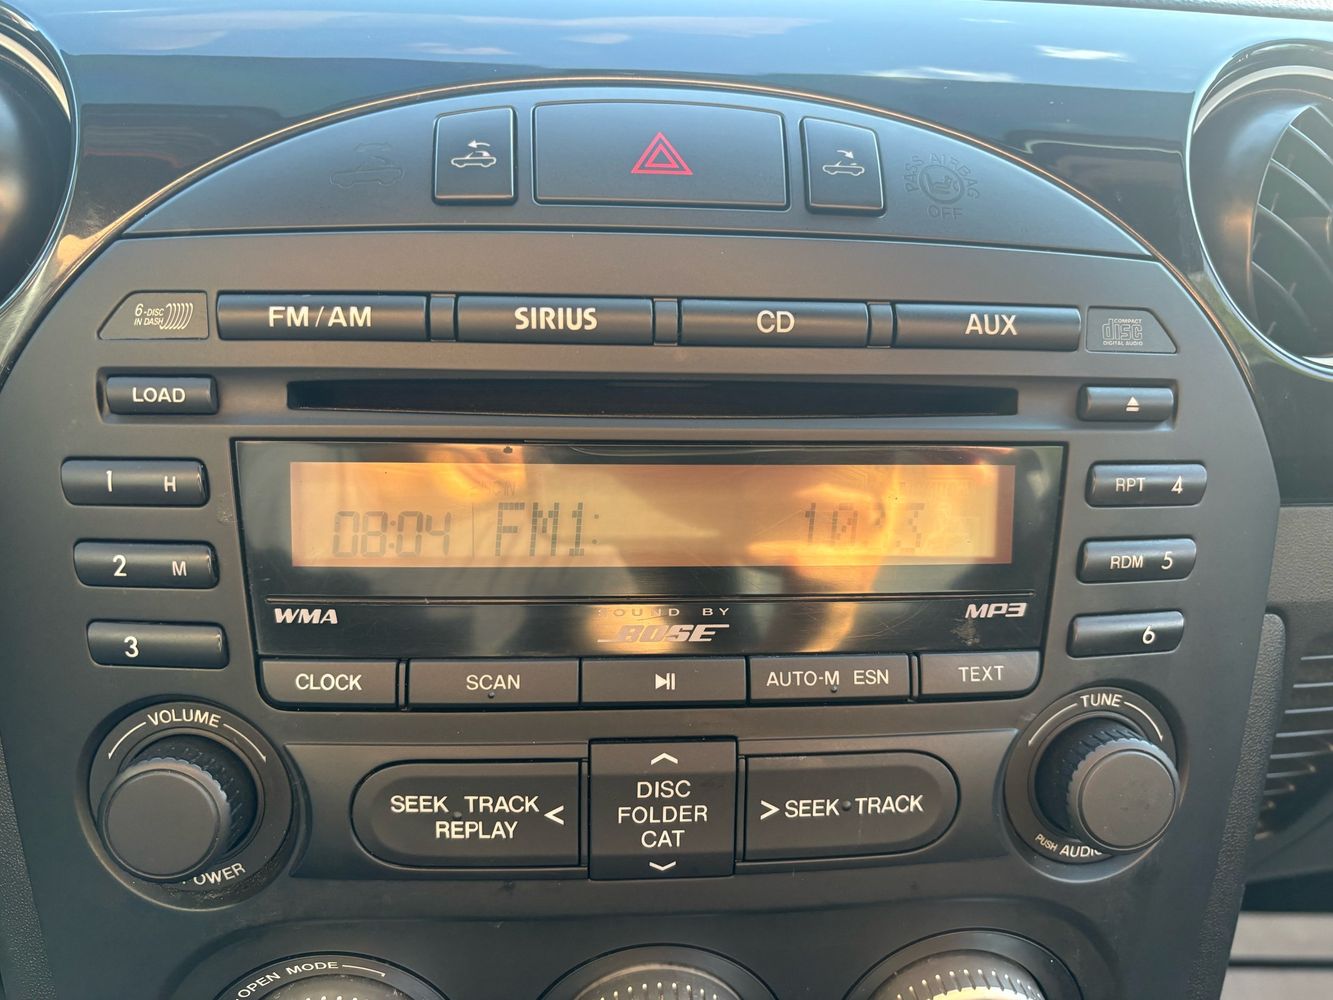 PASS AIRBAG
OFF
6-DISC
IN DASH
FM/AM
SIRIUS
CD
AUX
COMPACT
disc
DIGITAL AUDIO
LOAD
1 H
RPT 4
08:04 FM1:
2 M
RDM 5
WMA
SOUND BY
BOSE
MP3
3
6
CLOCK
SCAN
AUTO-M ESN
TEXT
VOLUME
TUNE
SEEK TRACK
REPLAY
DISC
FOLDER
CAT
SEEK TRACK
PUSH AUDIO
OPEN MODE